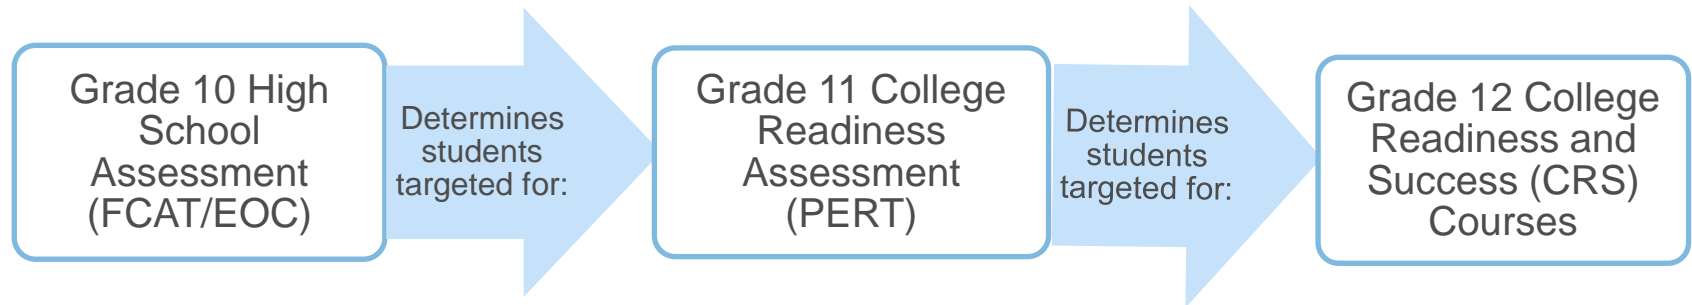 Grade 10 High
School
Assessment
(FCAT/EOC)
Determines
students
targeted for:
Grade 11 College
Readiness
Assessment
(PERT)
Determines
students
targeted for:
Grade 12 College
Readiness and
Success (CRS)
Courses